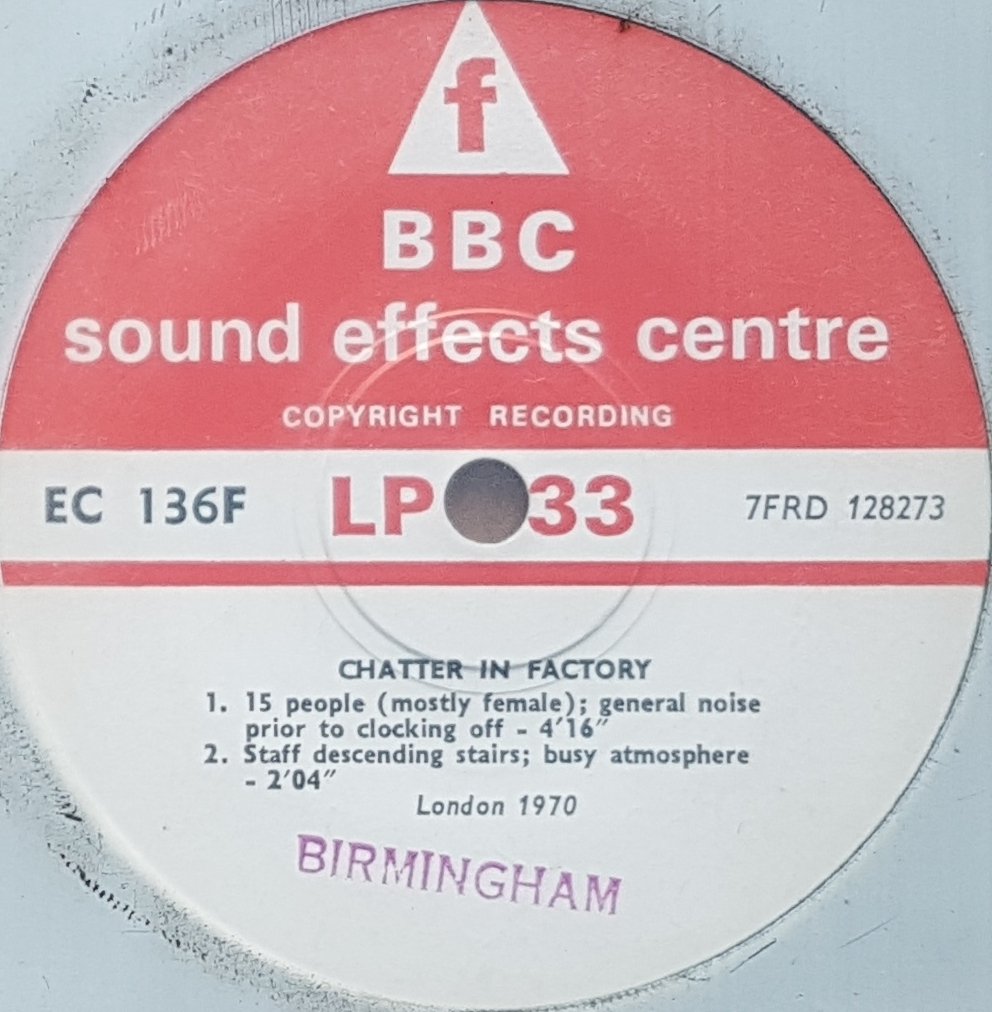 f
BBC
sound effects centre
COPYRIGHT RECORDING
EC 136F LP 33 7FRD 128273
CHATTER IN FACTORY
1. 15 people (mostly female); general noise
prior to clocking off - 4'16"
2. Staff descending stairs; busy atmosphere
- 2'04"
London 1970
BIRMINGHAM